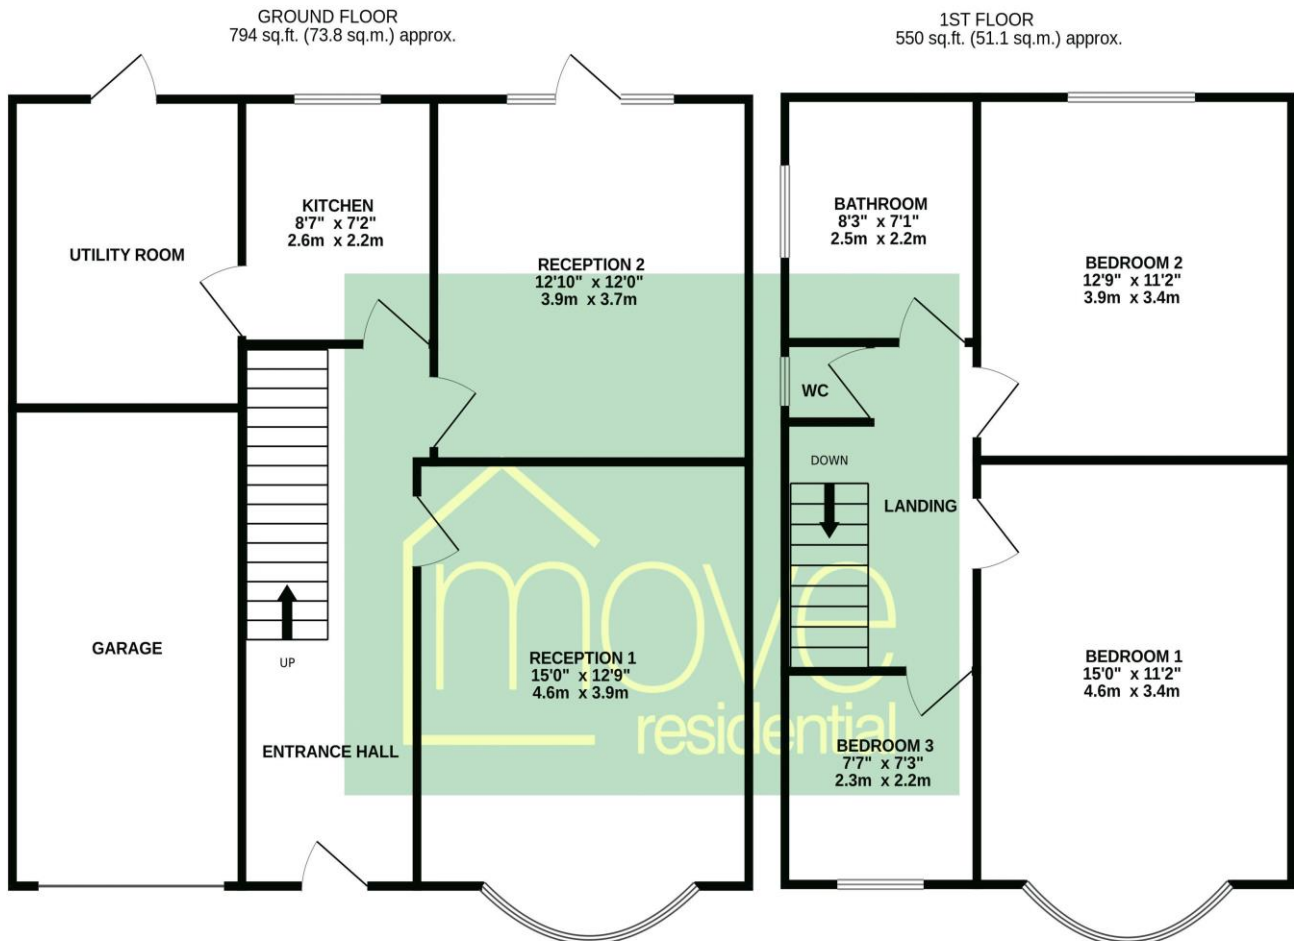 GROUND FLOOR
794 sq.ft. (73.8 sq.m.) approx.
1ST FLOOR
550 sq.ft. (51.1 sq.m.) approx.
UTILITY ROOM
KITCHEN
8'7" x 7'2"
2.6m x 2.2m
RECEPTION 2
12'10" x 12'0"
3.9m x 3.7m
BATHROOM
8'3" x 7'1"
2.5m x 2.2m
BEDROOM 2
12'9" x 11'2"
3.9m x 3.4m
WC
DOWN
LANDING
GARAGE
UP
ENTRANCE HALL
RECEPTION 1
15'0" x 12'9"
4.6m x 3.9m
BEDROOM 1
15'0" x 11'2"
4.6m x 3.4m
BEDROOM 3
7'7" x 7'3"
2.3m x 2.2m
move
residential